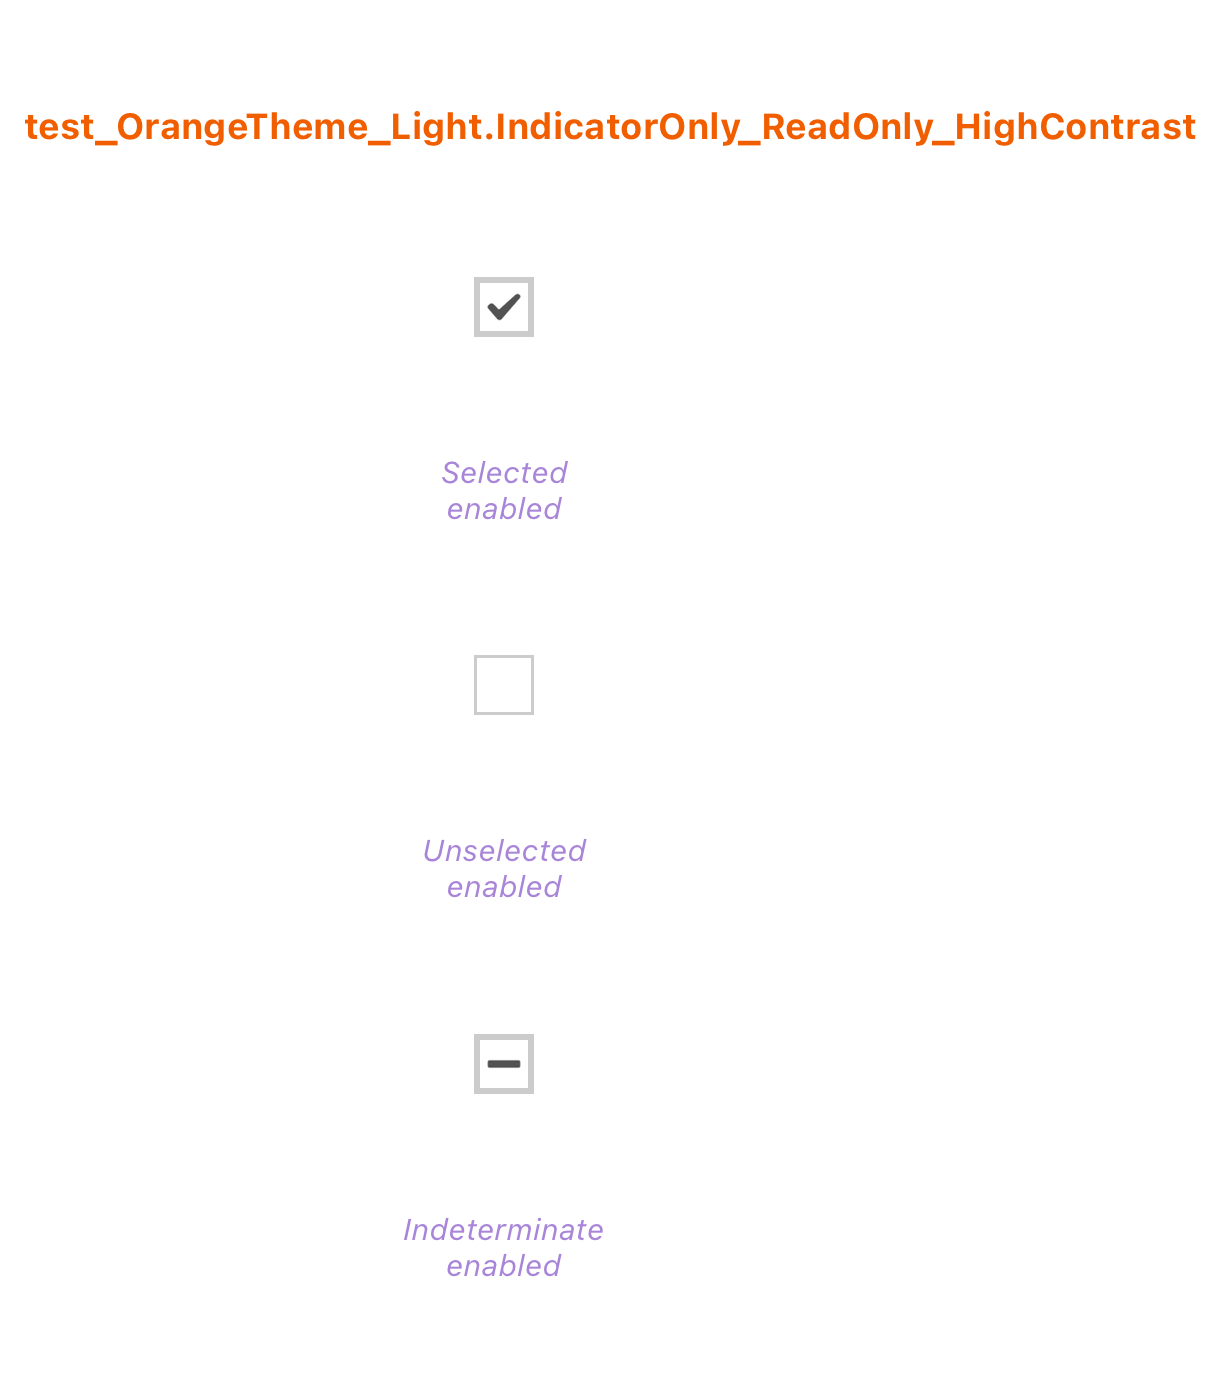 test_OrangeTheme_Light.IndicatorOnly_ReadOnly_HighContrast
Selected
enabled
Unselected
enabled
Indeterminate
enabled